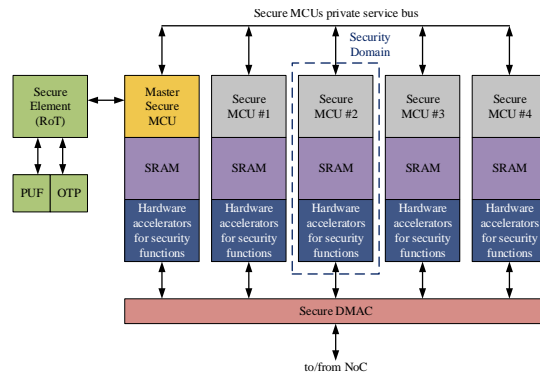 Secure MCUs private service bus
Security
Domain
Secure
Element
(RoT)
Master
Secure
MCU
Secure
MCU #1
Secure
MCU #2
Secure
MCU #3
Secure
MCU #4
SRAM
SRAM
SRAM
SRAM
SRAM
PUF
OTP
Hardware
accelerators
for security
functions
Hardware
accelerators
for security
functions
Hardware
accelerators
for security
functions
Hardware
accelerators
for security
functions
Hardware
accelerators
for security
functions
Secure DMAC
to/from NoC